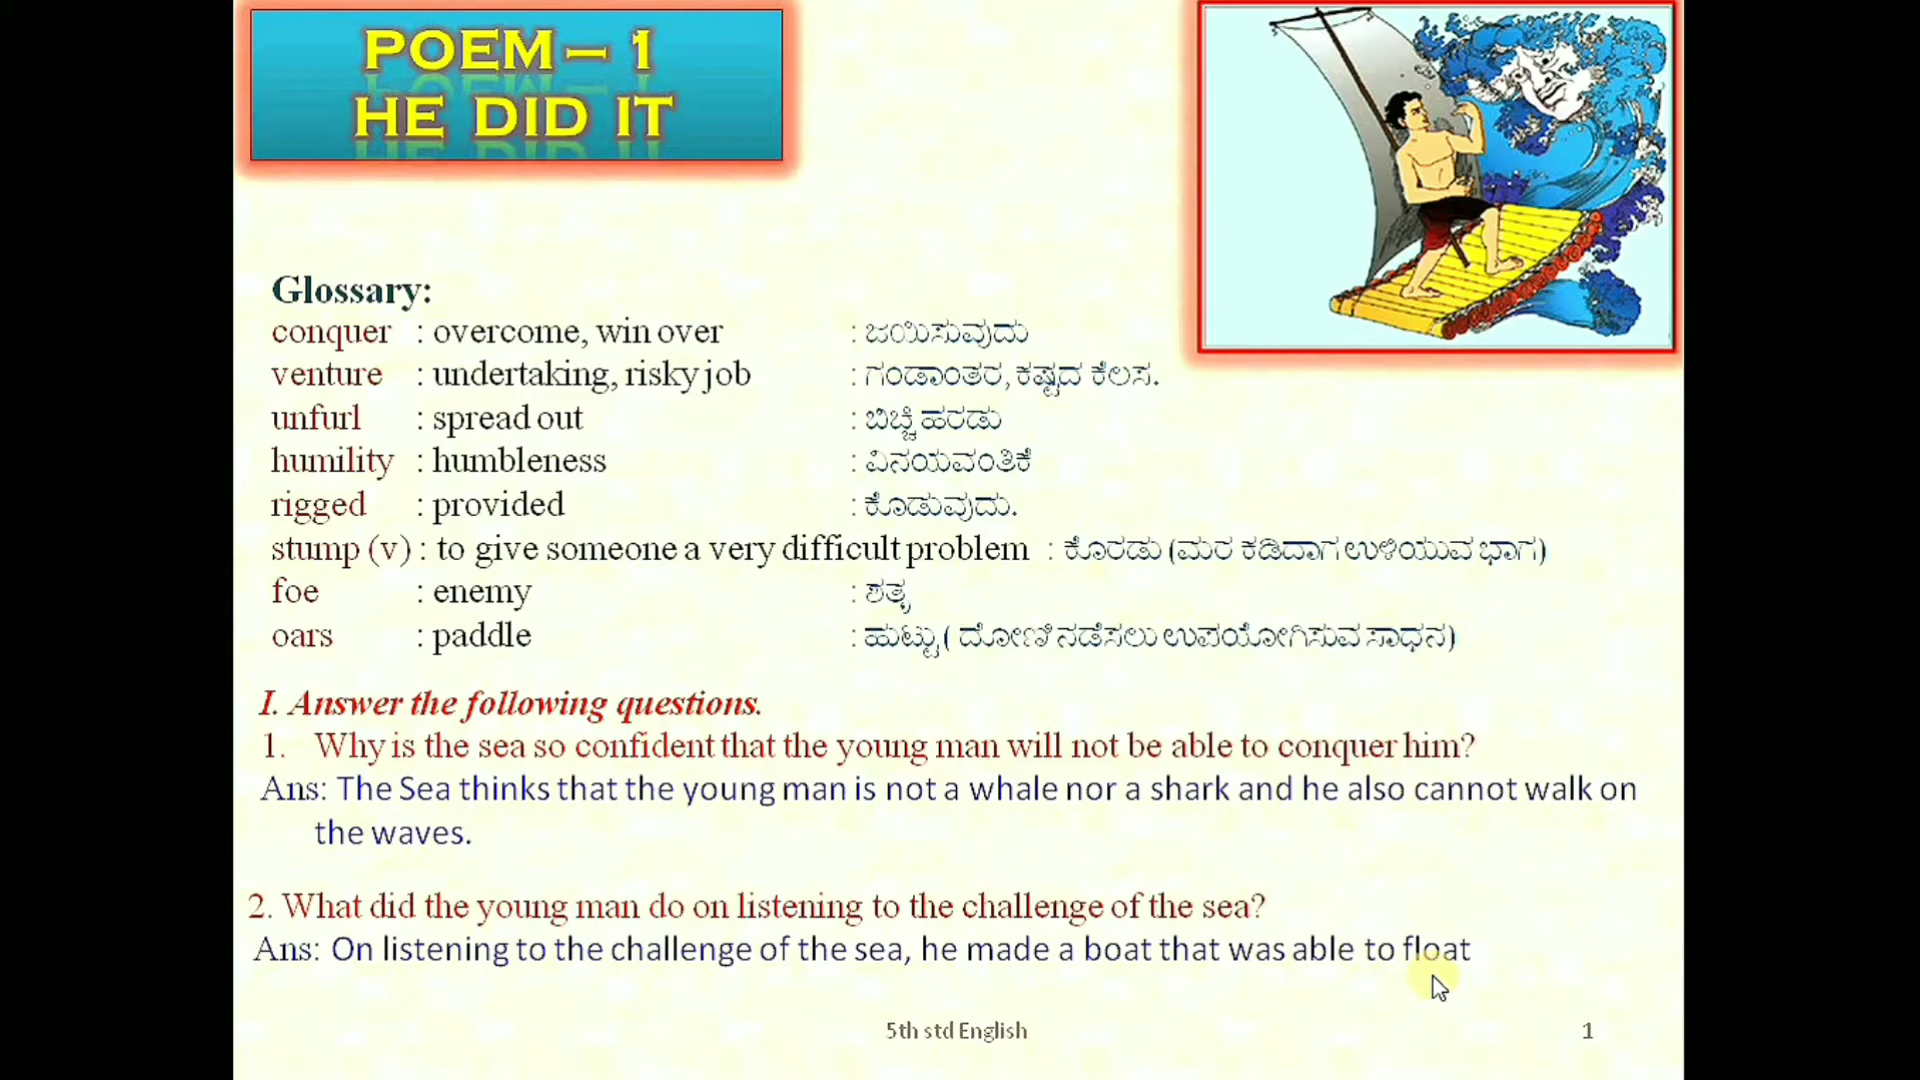 POEM – 1
HE DID IT
Glossary:
conquer : overcome, win over : ಜಯಿಸುವುದು
venture : undertaking, risky job : ಗಂಡಾಂತರ, ಕಷ್ಟದ ಕೆಲಸ.
unfurl : spread out : ಬಿಚ್ಚಿ ಹರಡು
humility : humbleness : ವಿನಯವಂತಿಕೆ
rigged : provided : ಕೊಡುವುದು.
stump (v) : to give someone a very difficult problem : ಕೊರಡು (ಮರ ಕಡಿದಾಗ ಉಳಿಯುವ ಭಾಗ)
foe : enemy : ಶತೃ
oars : paddle : ಹುಟ್ಟು ( ದೋಣಿ ನಡೆಸಲು ಉಪಯೋಗಿಸುವ ಸಾಧನ)
I. Answer the following questions.
1. Why is the sea so confident that the young man will not be able to conquer him?
Ans: The Sea thinks that the young man is not a whale nor a shark and he also cannot walk on
the waves.
2. What did the young man do on listening to the challenge of the sea?
Ans: On listening to the challenge of the sea, he made a boat that was able to float
5th std English 1